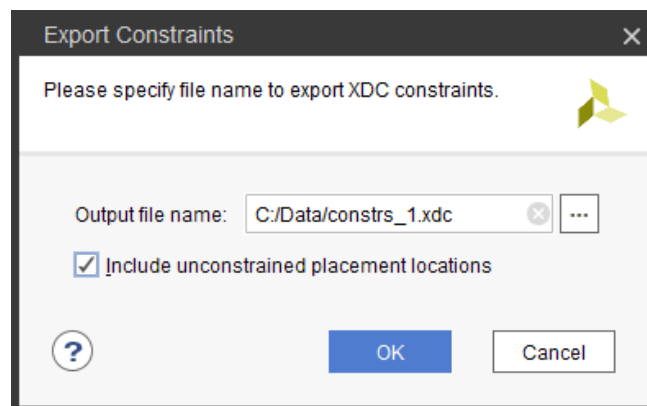 Export Constraints
Please specify file name to export XDC constraints.
Output file name: C:/Data/constrs_1.xdc ...
Include unconstrained placement locations
? OK Cancel